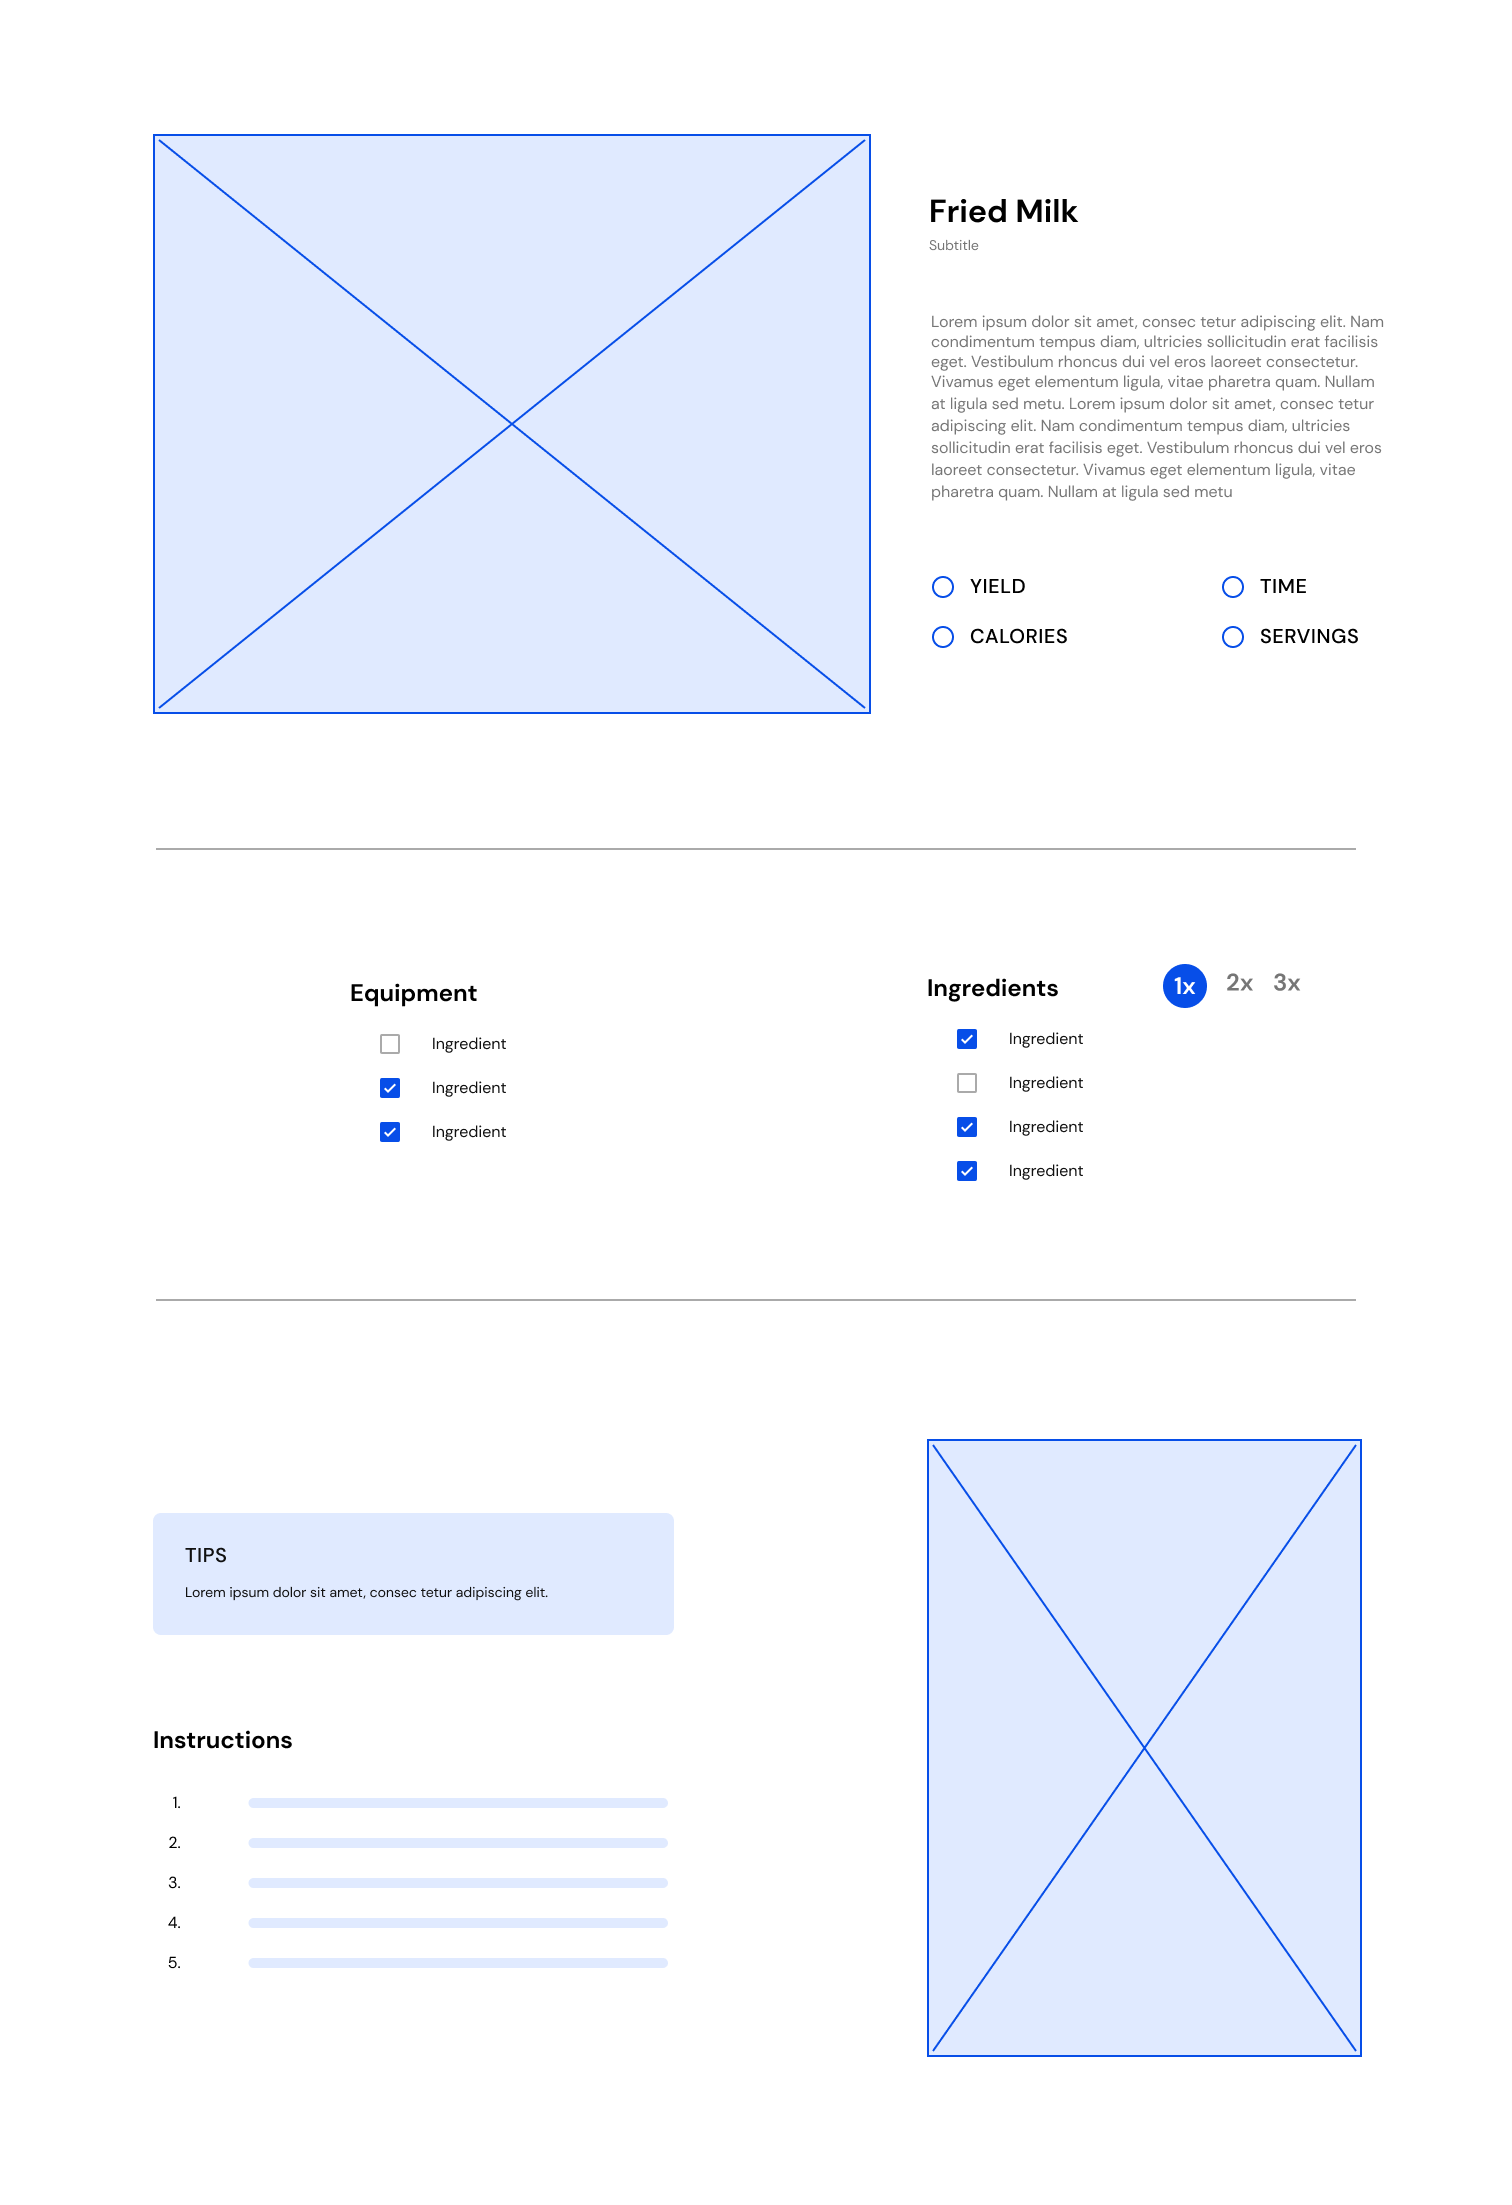 Fried Milk
Subtitle
Lorem ipsum dolor sit amet, consec tetur adipiscing elit. Nam
condimentum tempus diam, ultricies sollicitudin erat facilisis
eget. Vestibulum rhoncus dui vel eros laoreet consectetur.
Vivamus eget elementum ligula, vitae pharetra quam. Nullam
at ligula sed metu. Lorem ipsum dolor sit amet, consec tetur
adipiscing elit. Nam condimentum tempus diam, ultricies
sollicitudin erat facilisis eget. Vestibulum rhoncus dui vel eros
laoreet consectetur. Vivamus eget elementum ligula, vitae
pharetra quam. Nullam at ligula sed metu
YIELD
TIME
CALORIES
SERVINGS
Equipment
Ingredient
Ingredient
Ingredient
Ingredients
1x 2x 3x
Ingredient
Ingredient
Ingredient
Ingredient
TIPS
Lorem ipsum dolor sit amet, consec tetur adipiscing elit.
Instructions
1.
2.
3.
4.
5.